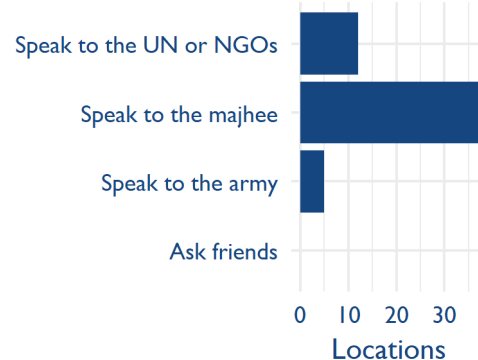 Speak to the UN or NGOs
Speak to the majhee
Speak to the army
Ask friends
0 10 20 30
Locations